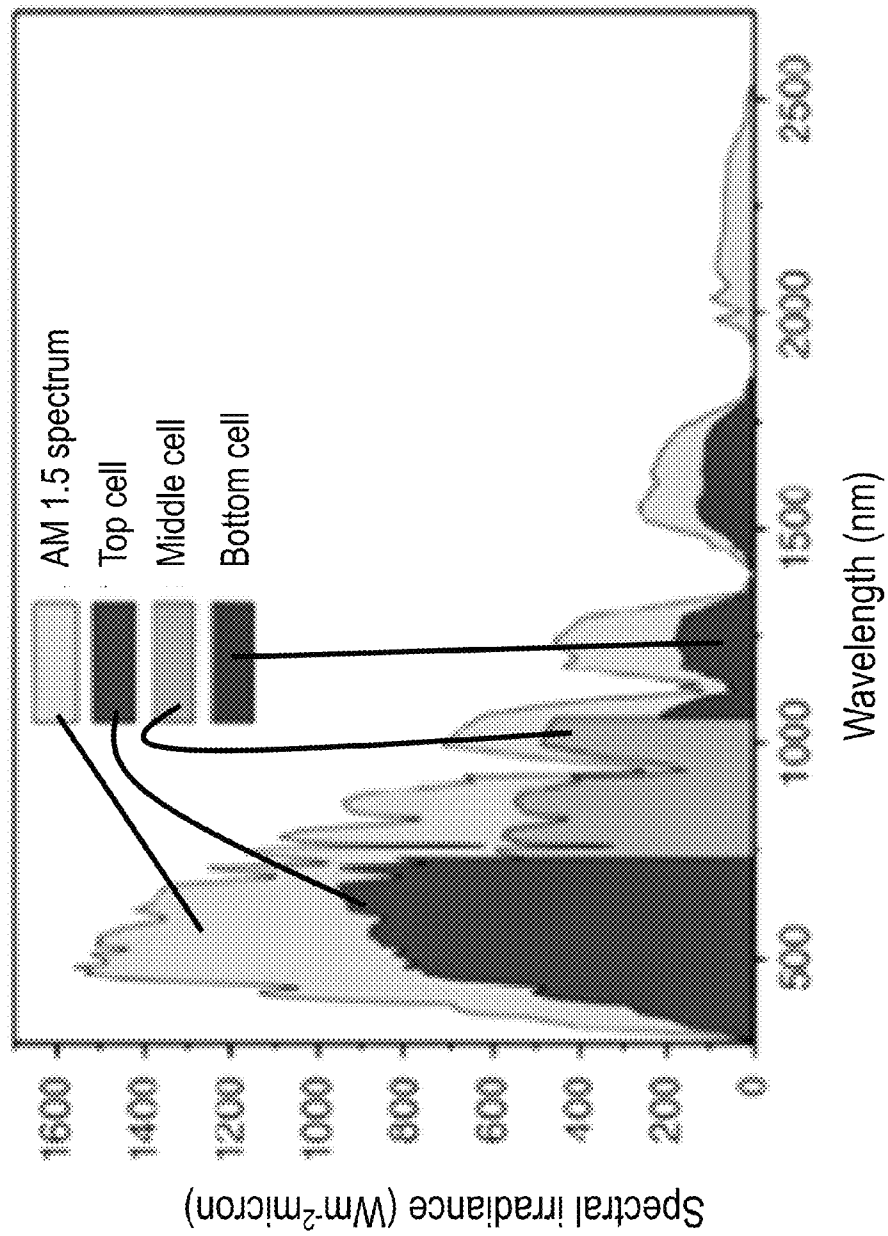 AM 1.5 spectrum
Top cell
Middle cell
Bottom cell
1600
1400
1200
1000
800
600
400
200
0
500
1000
1500
2000
2500
Spectral irradiance (Wm-2micron)
Wavelength (nm)